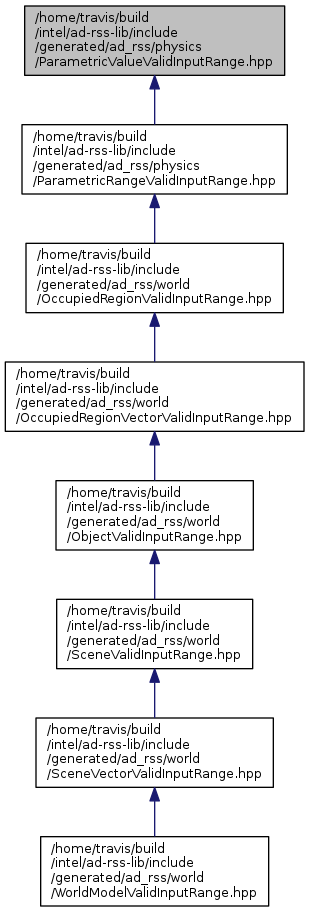 /home/travis/build
/intel/ad-rss-lib/include
/generated/ad_rss/physics
/ParametricValueValidInputRange.hpp
/home/travis/build
/intel/ad-rss-lib/include
/generated/ad_rss/physics
/ParametricRangeValidInputRange.hpp
/home/travis/build
/intel/ad-rss-lib/include
/generated/ad_rss/world
/OccupiedRegionValidInputRange.hpp
/home/travis/build
/intel/ad-rss-lib/include
/generated/ad_rss/world
/OccupiedRegionVectorValidInputRange.hpp
/home/travis/build
/intel/ad-rss-lib/include
/generated/ad_rss/world
/ObjectValidInputRange.hpp
/home/travis/build
/intel/ad-rss-lib/include
/generated/ad_rss/world
/SceneValidInputRange.hpp
/home/travis/build
/intel/ad-rss-lib/include
/generated/ad_rss/world
/SceneVectorValidInputRange.hpp
/home/travis/build
/intel/ad-rss-lib/include
/generated/ad_rss/world
/WorldModelValidInputRange.hpp